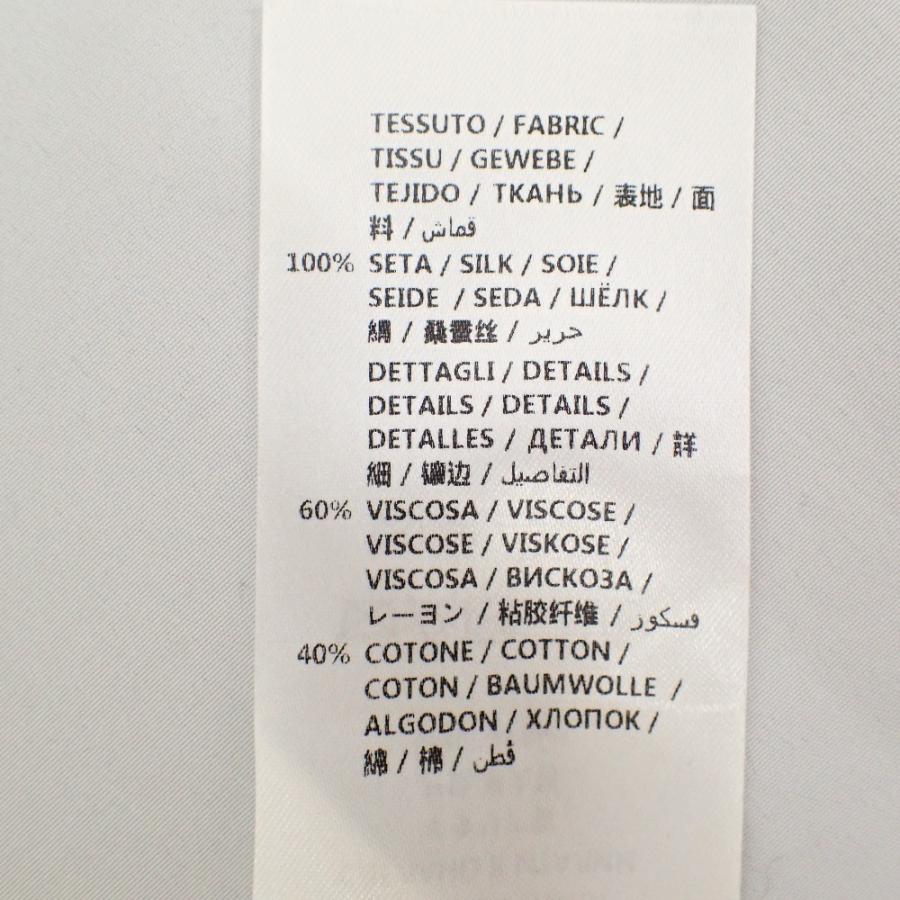 TESSUTO / FABRIC /
TISSU / GEWEBE /
TEJIDO / ТКАНЬ / 表地 / 面
料 / قماش
100% SETA / SILK / SOIE /
SEIDE / SEDA / ШЁЛК /
絹 / 桑蚕丝 / حرير
DETTAGLI / DETAILS /
DETAILS / DETAILS /
DETALLES / ДЕТАЛИ / 詳
細 / 镶边 / التفاصيل
60% VISCOSA / VISCOSE /
VISCOSE / VISKOSE /
VISCOSA / ВИСКОЗА /
レーヨン / 粘胶纤维 / فسكوز
40% COTONE / COTTON /
COTON / BAUMWOLLE /
ALGODON / ХЛОПОК /
綿 / 棉 / قُطن